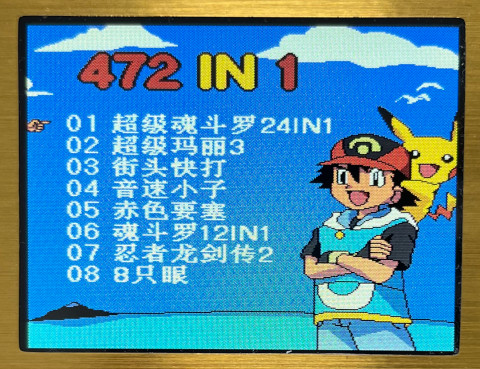 472 IN 1
01 超级魂斗罗24IN1
02 超级玛丽3
03 街头快打
04 音速小子
05 赤色要塞
06 魂斗罗12IN1
07 忍者龙剑传2
08 8只眼